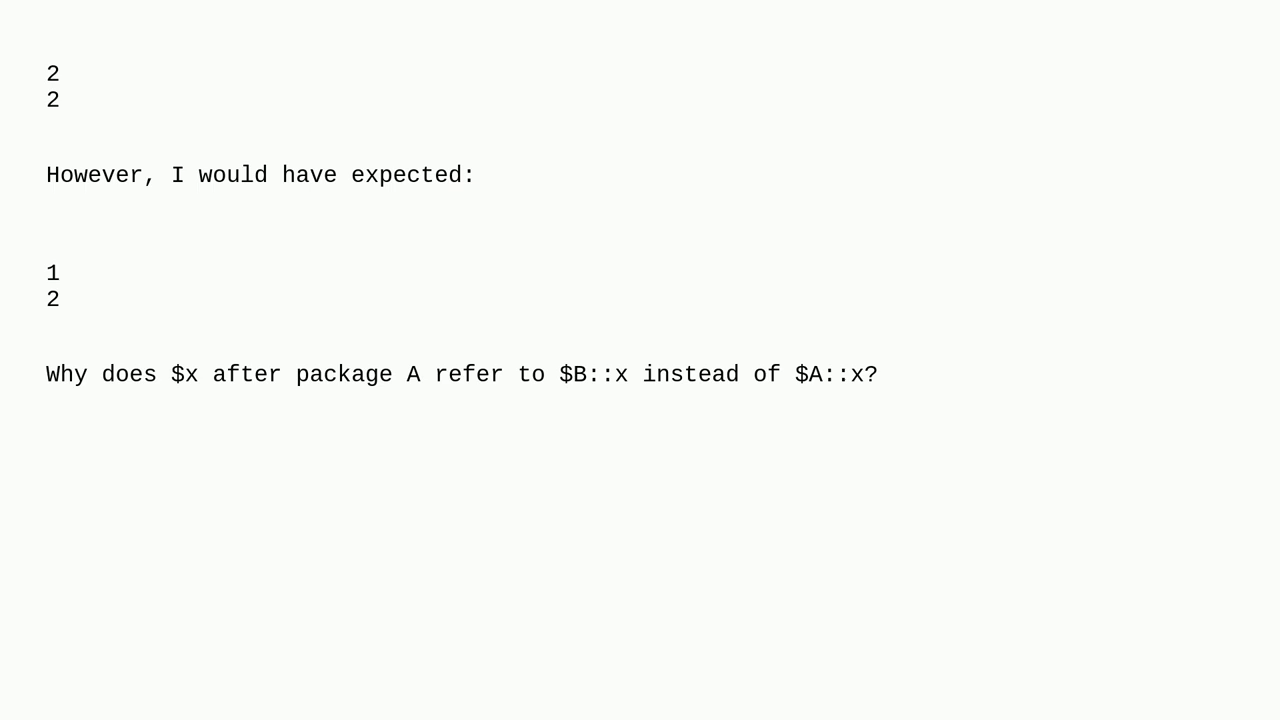 2
2
However, I would have expected:
1
2
Why does $x after package A refer to $B::x instead of $A::x?